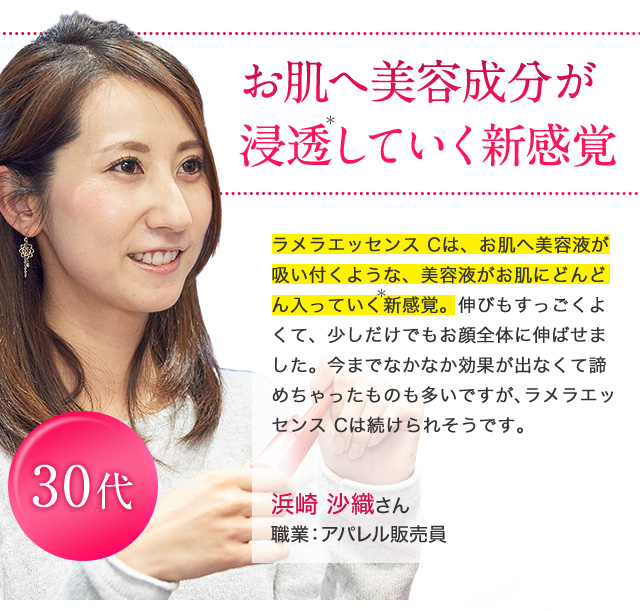 お肌へ美容成分が
浸透*していく新感覚
ラメラエッセンス Cは、お肌へ美容液が
吸い付くような、美容液がお肌にどんど
ん入っていく*新感覚。伸びもすっごくよ
くて、少しだけでもお顔全体に伸ばせま
した。今までなかなか効果が出なくて諦
めちゃったものも多いですが、ラメラエッ
センス Cは続けられそうです。
30代
浜崎 沙織さん
職業：アパレル販売員